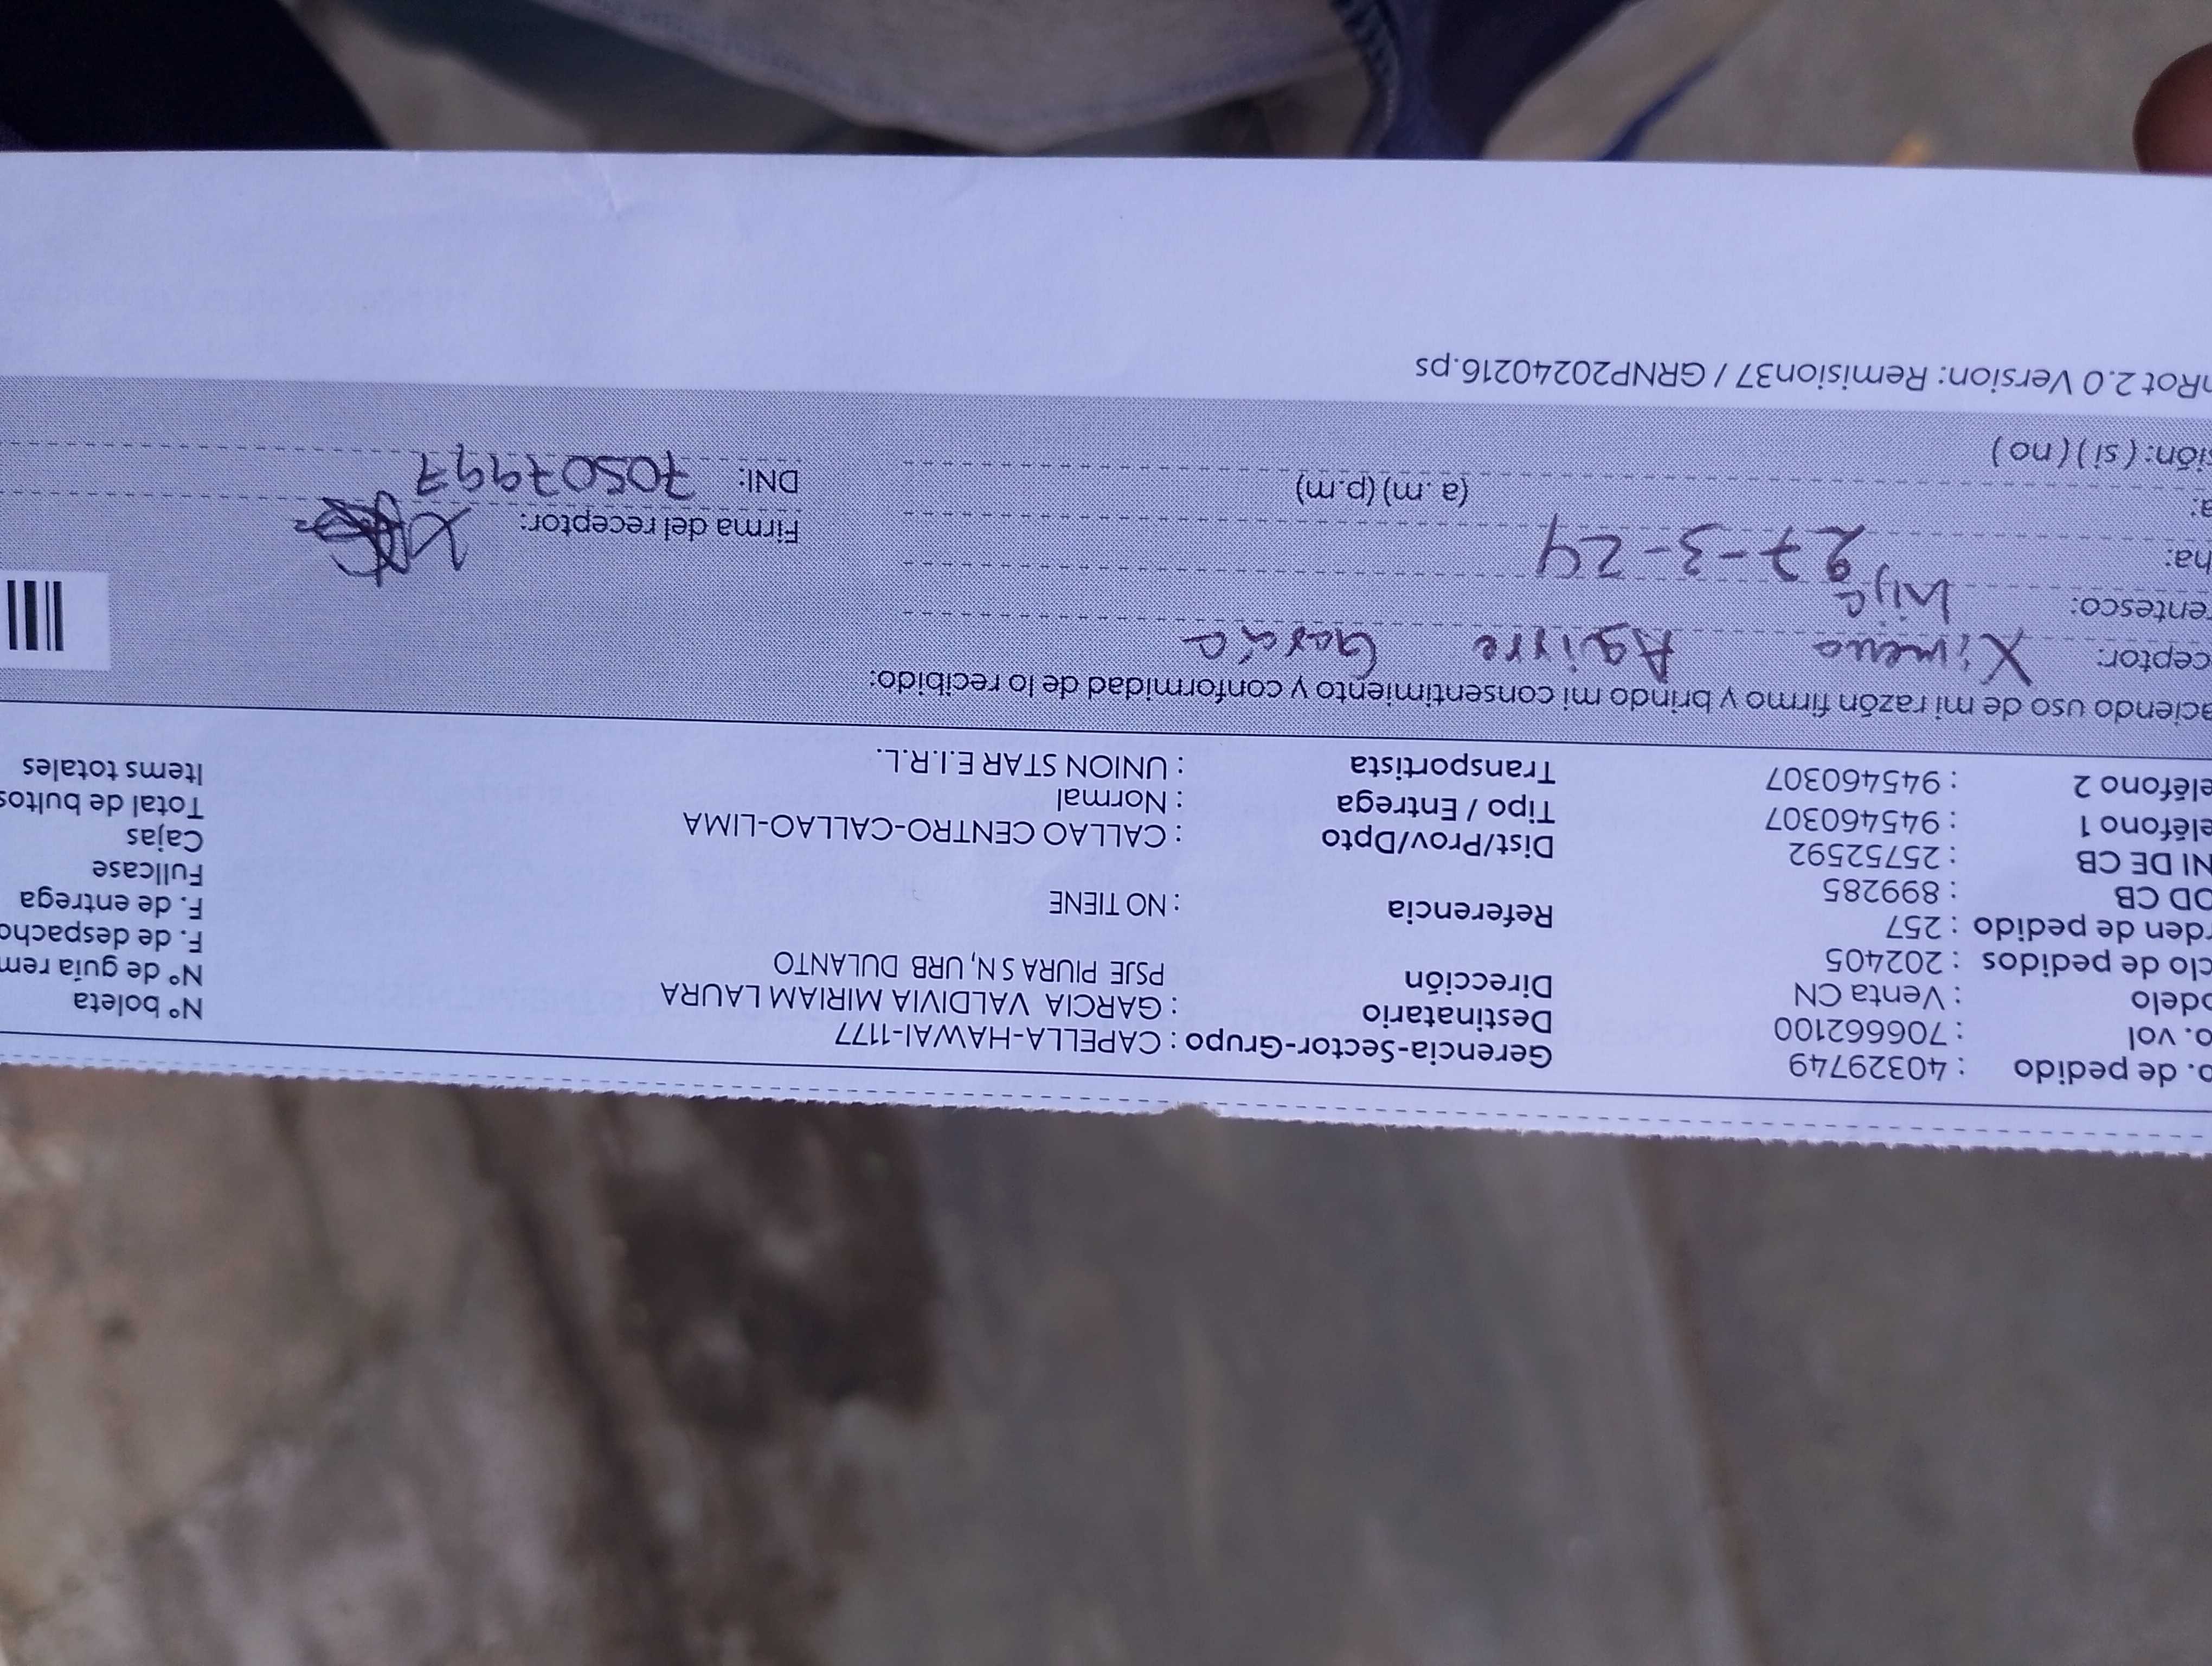 o. de pedido : 40329749 Gerencia-Sector-Grupo : CAPELLA-HAWAI-1177 N° boleta
o. vol : 706662100 Destinatario : GARCIA VALDIVIA MIRIAM LAURA N° de guía rem
odelo : Venta CN Dirección PSJE PIURA S N, URB DULANTO F. de despacho
clo de pedidos : 202405 F. de entrega
rden de pedido : 257 Referencia : NO TIENE Fullcase
OD CB : 899285 Cajas
NI DE CB : 25752592 Dist/Prov/Dpto : CALLAO CENTRO-CALLAO-LIMA Total de bultos
eléfono 1 : 945460307 Tipo / Entrega : Normal Items totales
eléfono 2 : 945460307 Transportista : UNION STAR E.I.R.L.
aciendo uso de mi razón firmo y brindo mi consentimiento y conformidad de lo recibido:
ceptor: Ximena Aguirre García
entesco: hija
ha: 27-3-24 Firma del receptor:
a: (a .m) (p.m) DNI: 70507997
sión: ( si ) ( no )
nRot 2.0 Version: Remision37 / GRNP20240216.ps